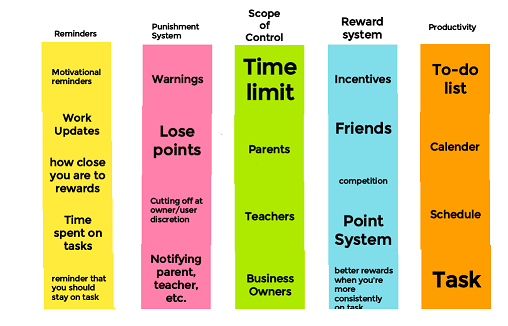 Reminders
Motivational
reminders
Work
Updates
how close
you are to
rewards
Time
spent on
tasks
reminder that
you should
stay on task
Punishment
System
Warnings
Lose
points
Cutting off at
owner/user
discretion
Notifying
parent,
teacher,
etc.
Scope
of
Control
Time
limit
Parents
Teachers
Business
Owners
Reward
system
Incentives
Friends
competition
Point
System
better rewards
when you're
more
consistently
on task
Productivity
To-do
list
Calender
Schedule
Task